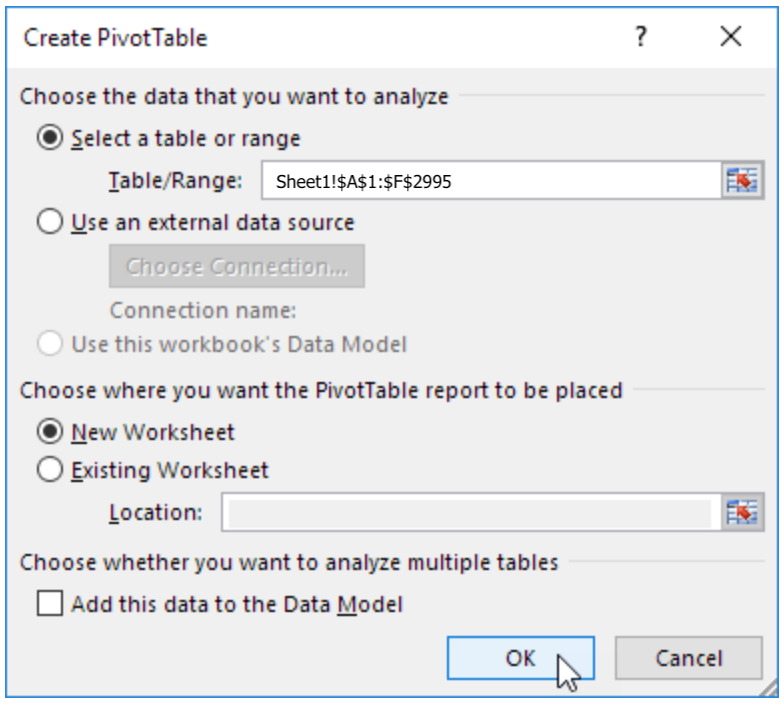 Create PivotTable ?
Choose the data that you want to analyze
Select a table or range
Table/Range: Sheet1!$A$1:$F$2995
Use an external data source
Choose Connection...
Connection name:
Use this workbook's Data Model
Choose where you want the PivotTable report to be placed
New Worksheet
Existing Worksheet
Location:
Choose whether you want to analyze multiple tables
Add this data to the Data Model
OK Cancel